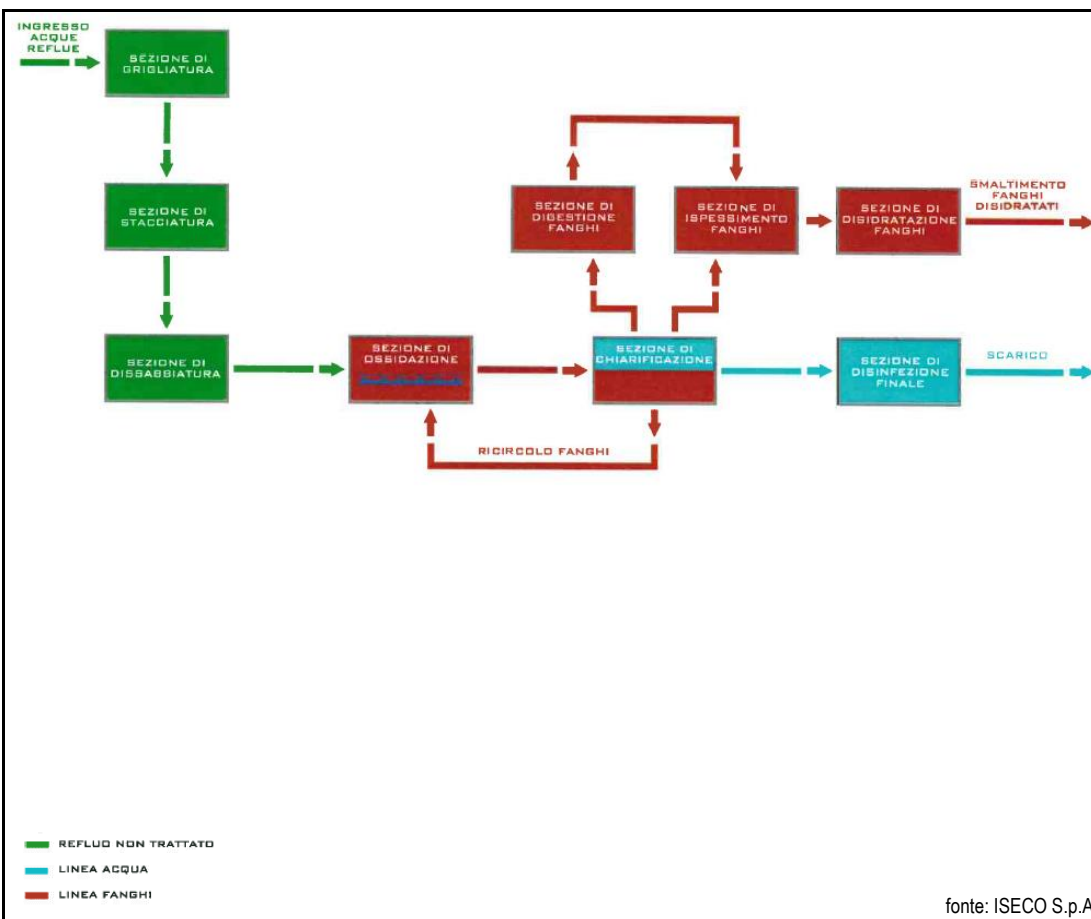 INGRESSO
ACQUE
REFLUE
SEZIONE DI
GRIGLIATURA
SEZIONE DI
STACCIATURA
SEZIONE DI
DISSABBIATURA
SEZIONE DI
OSSIDAZIONE
SEZIONE DI
CHIARIFICAZIONE
RICIRCOLO FANGHI
SEZIONE DI
DIGESTIONE
FANGHI
SEZIONE DI
ISPESSIMENTO
FANGHI
SEZIONE DI
DISIDRATAZIONE
FANGHI
SMALTIMENTO
FANGHI
DISIDRATATI
SEZIONE DI
DISINFEZIONE
FINALE
SCARICO
REFLUO NON TRATTATO
LINEA ACQUA
LINEA FANGHI
fonte: ISECO S.p.A